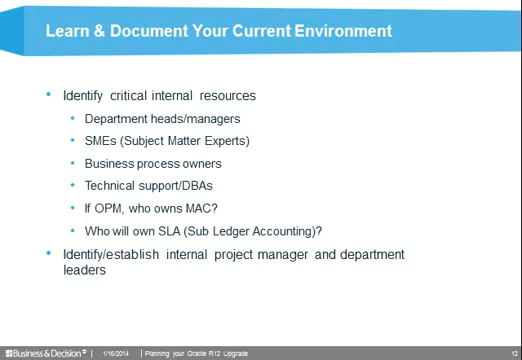 Learn & Document Your Current Environment
• Identify critical internal resources
• Department heads/managers
• SMEs (Subject Matter Experts)
• Business process owners
• Technical support/DBAs
• If OPM, who owns MAC?
• Who will own SLA (Sub Ledger Accounting)?
• Identify/establish internal project manager and department
leaders
Business & Decision © | 1/16/2014 | Planning your Oracle R12 Upgrade 12